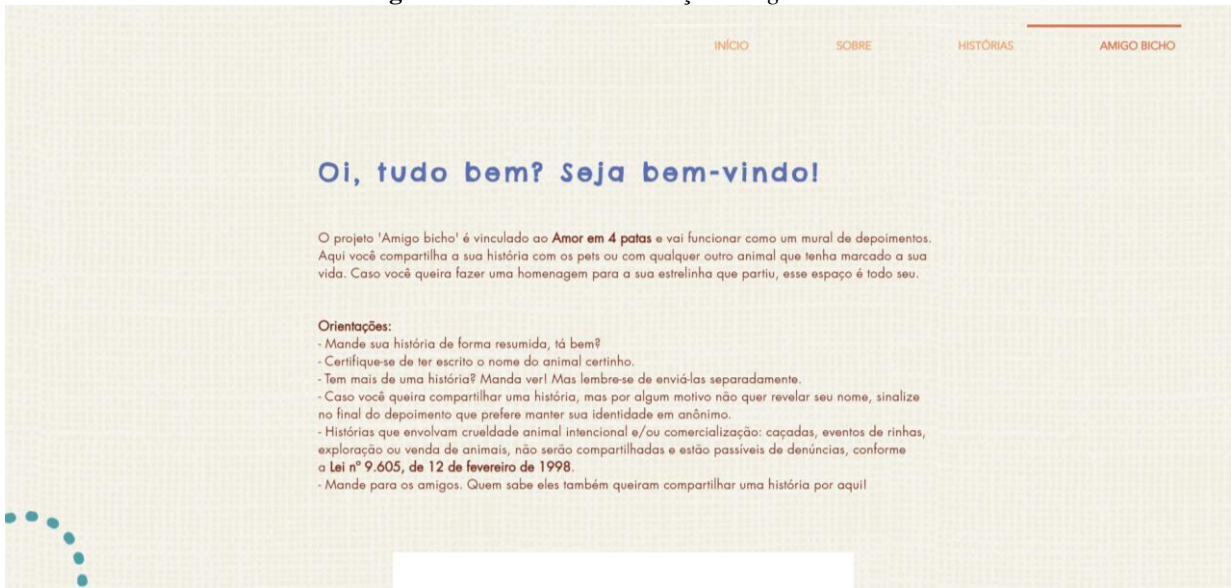 INÍCIO SOBRE HISTÓRIAS AMIGO BICHO
Oi, tudo bem? Seja bem-vindo!
O projeto 'Amigo bicho' é vinculado ao Amor em 4 patas e vai funcionar como um mural de depoimentos.
Aqui você compartilha a sua história com os pets ou com qualquer outro animal que tenha marcado a sua
vida. Caso você queira fazer uma homenagem para a sua estrelinha que partiu, esse espaço é todo seu.
Orientações:
- Mande sua história de forma resumida, tá bem?
- Certifique-se de ter escrito o nome do animal certinho.
- Tem mais de uma história? Manda ver! Mas lembre-se de enviá-las separadamente.
- Caso você queira compartilhar uma história, mas por algum motivo não quer revelar seu nome, sinalize
no final do depoimento que prefere manter sua identidade em anônimo.
- Histórias que envolvam crueldade animal intencional e/ou comercialização: caçadas, eventos de rinhas,
exploração ou venda de animais, não serão compartilhadas e estão passíveis de denúncias, conforme
a Lei nº 9.605, de 12 de fevereiro de 1998.
- Mande para os amigos. Quem sabe eles também queiram compartilhar uma história por aqui!